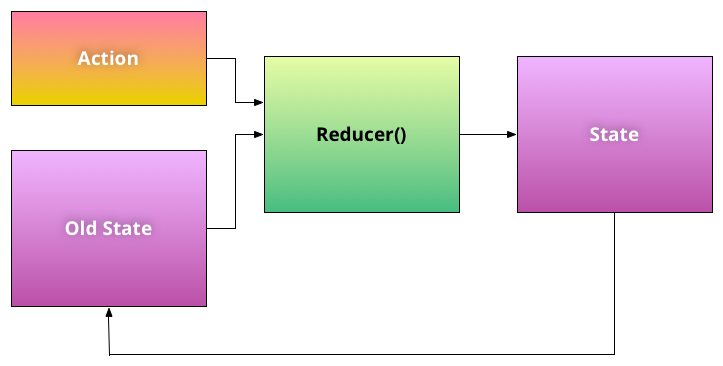 Action
Reducer()
State
Old State